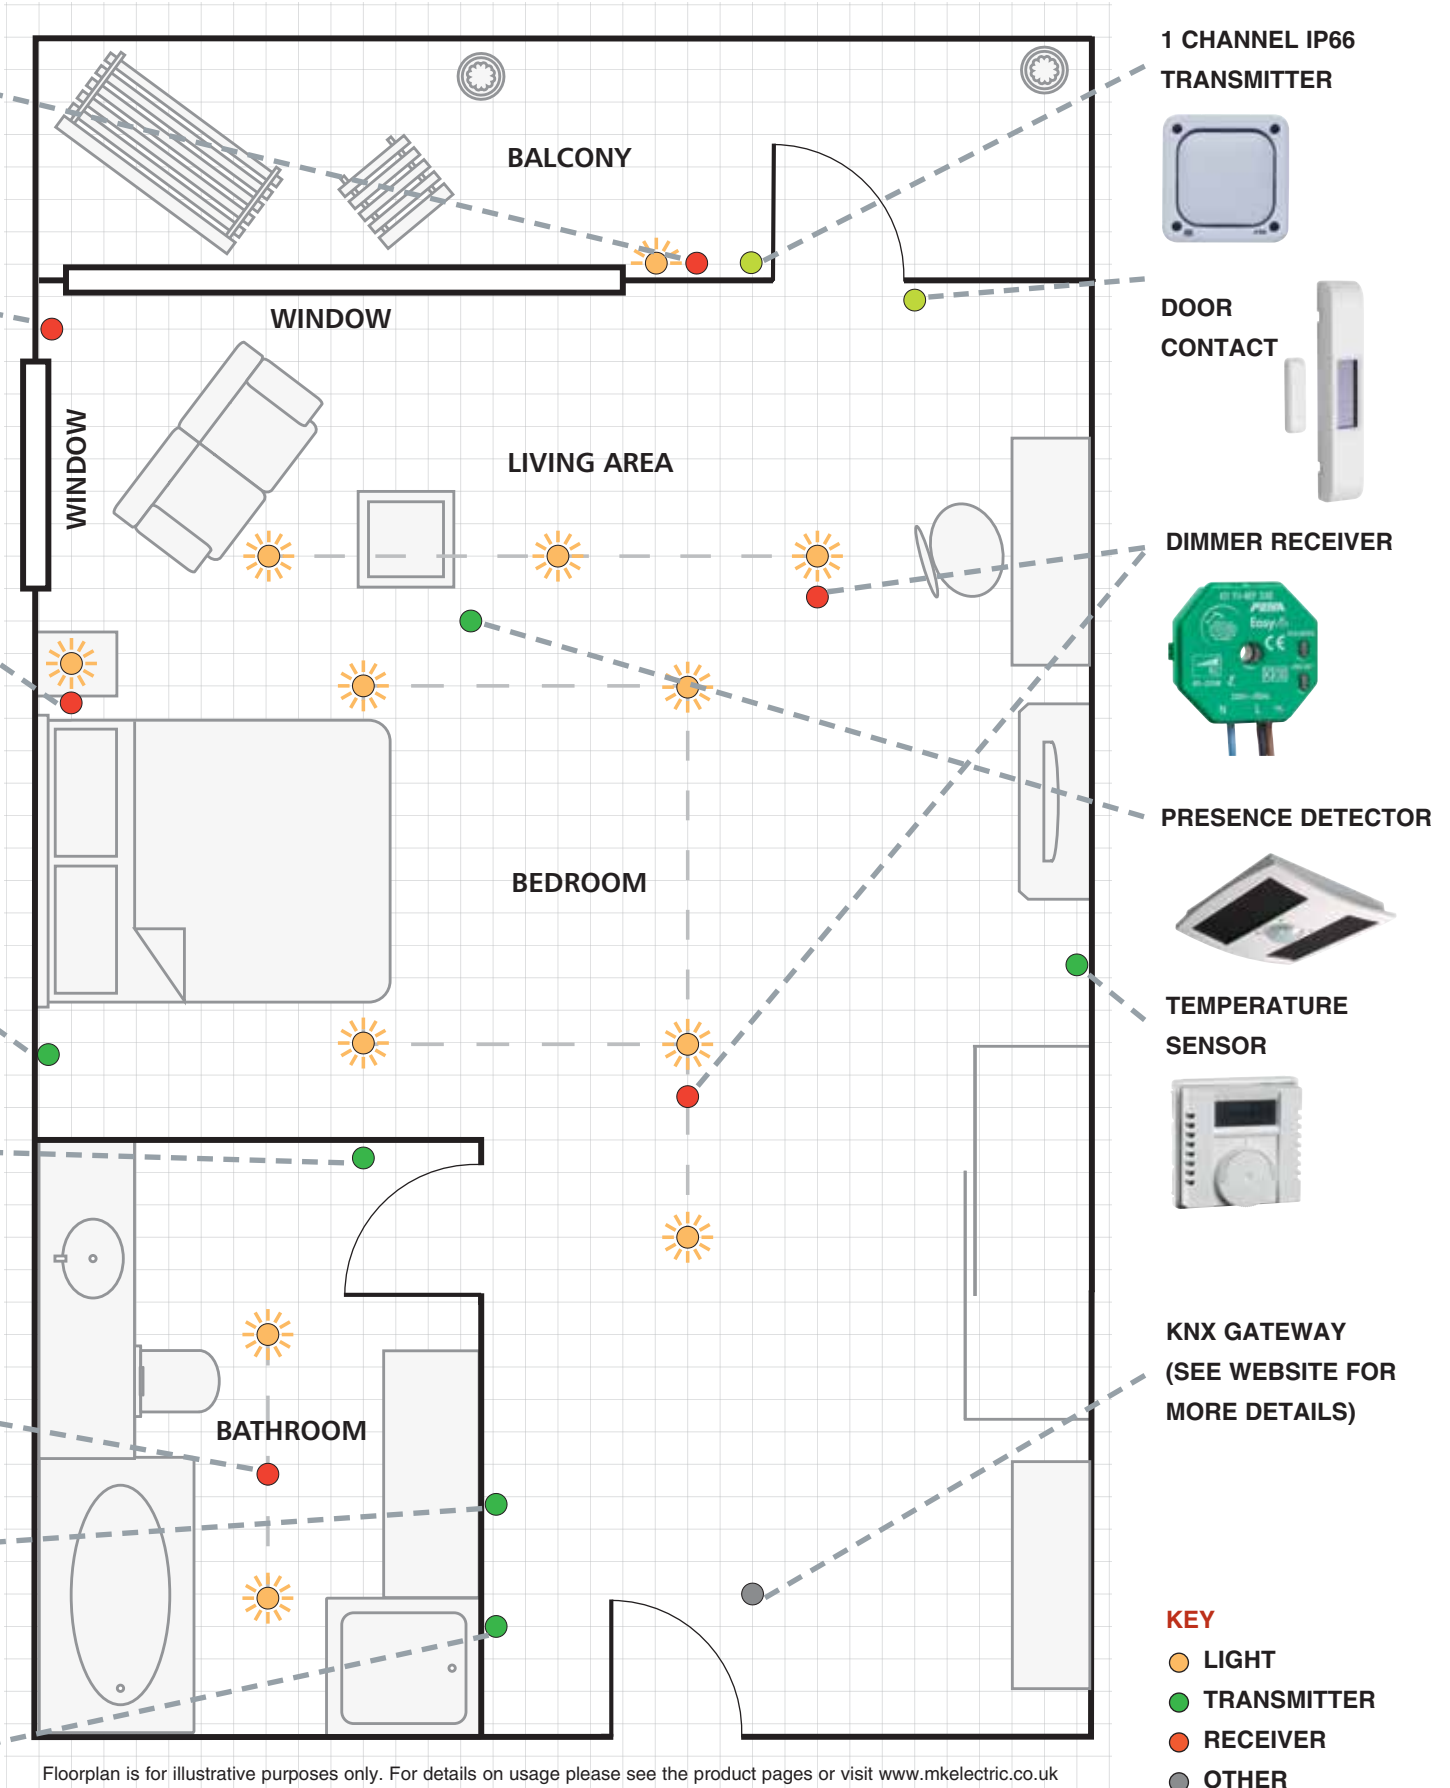 1 CHANNEL IP66
TRANSMITTER
BALCONY
WINDOW
DOOR
CONTACT
WINDOW
LIVING AREA
DIMMER RECEIVER
PRESENCE DETECTOR
BEDROOM
TEMPERATURE
SENSOR
KNX GATEWAY
(SEE WEBSITE FOR
MORE DETAILS)
BATHROOM
KEY
LIGHT
TRANSMITTER
RECEIVER
OTHER
Floorplan is for illustrative purposes only. For details on usage please see the product pages or visit www.mkelectric.co.uk